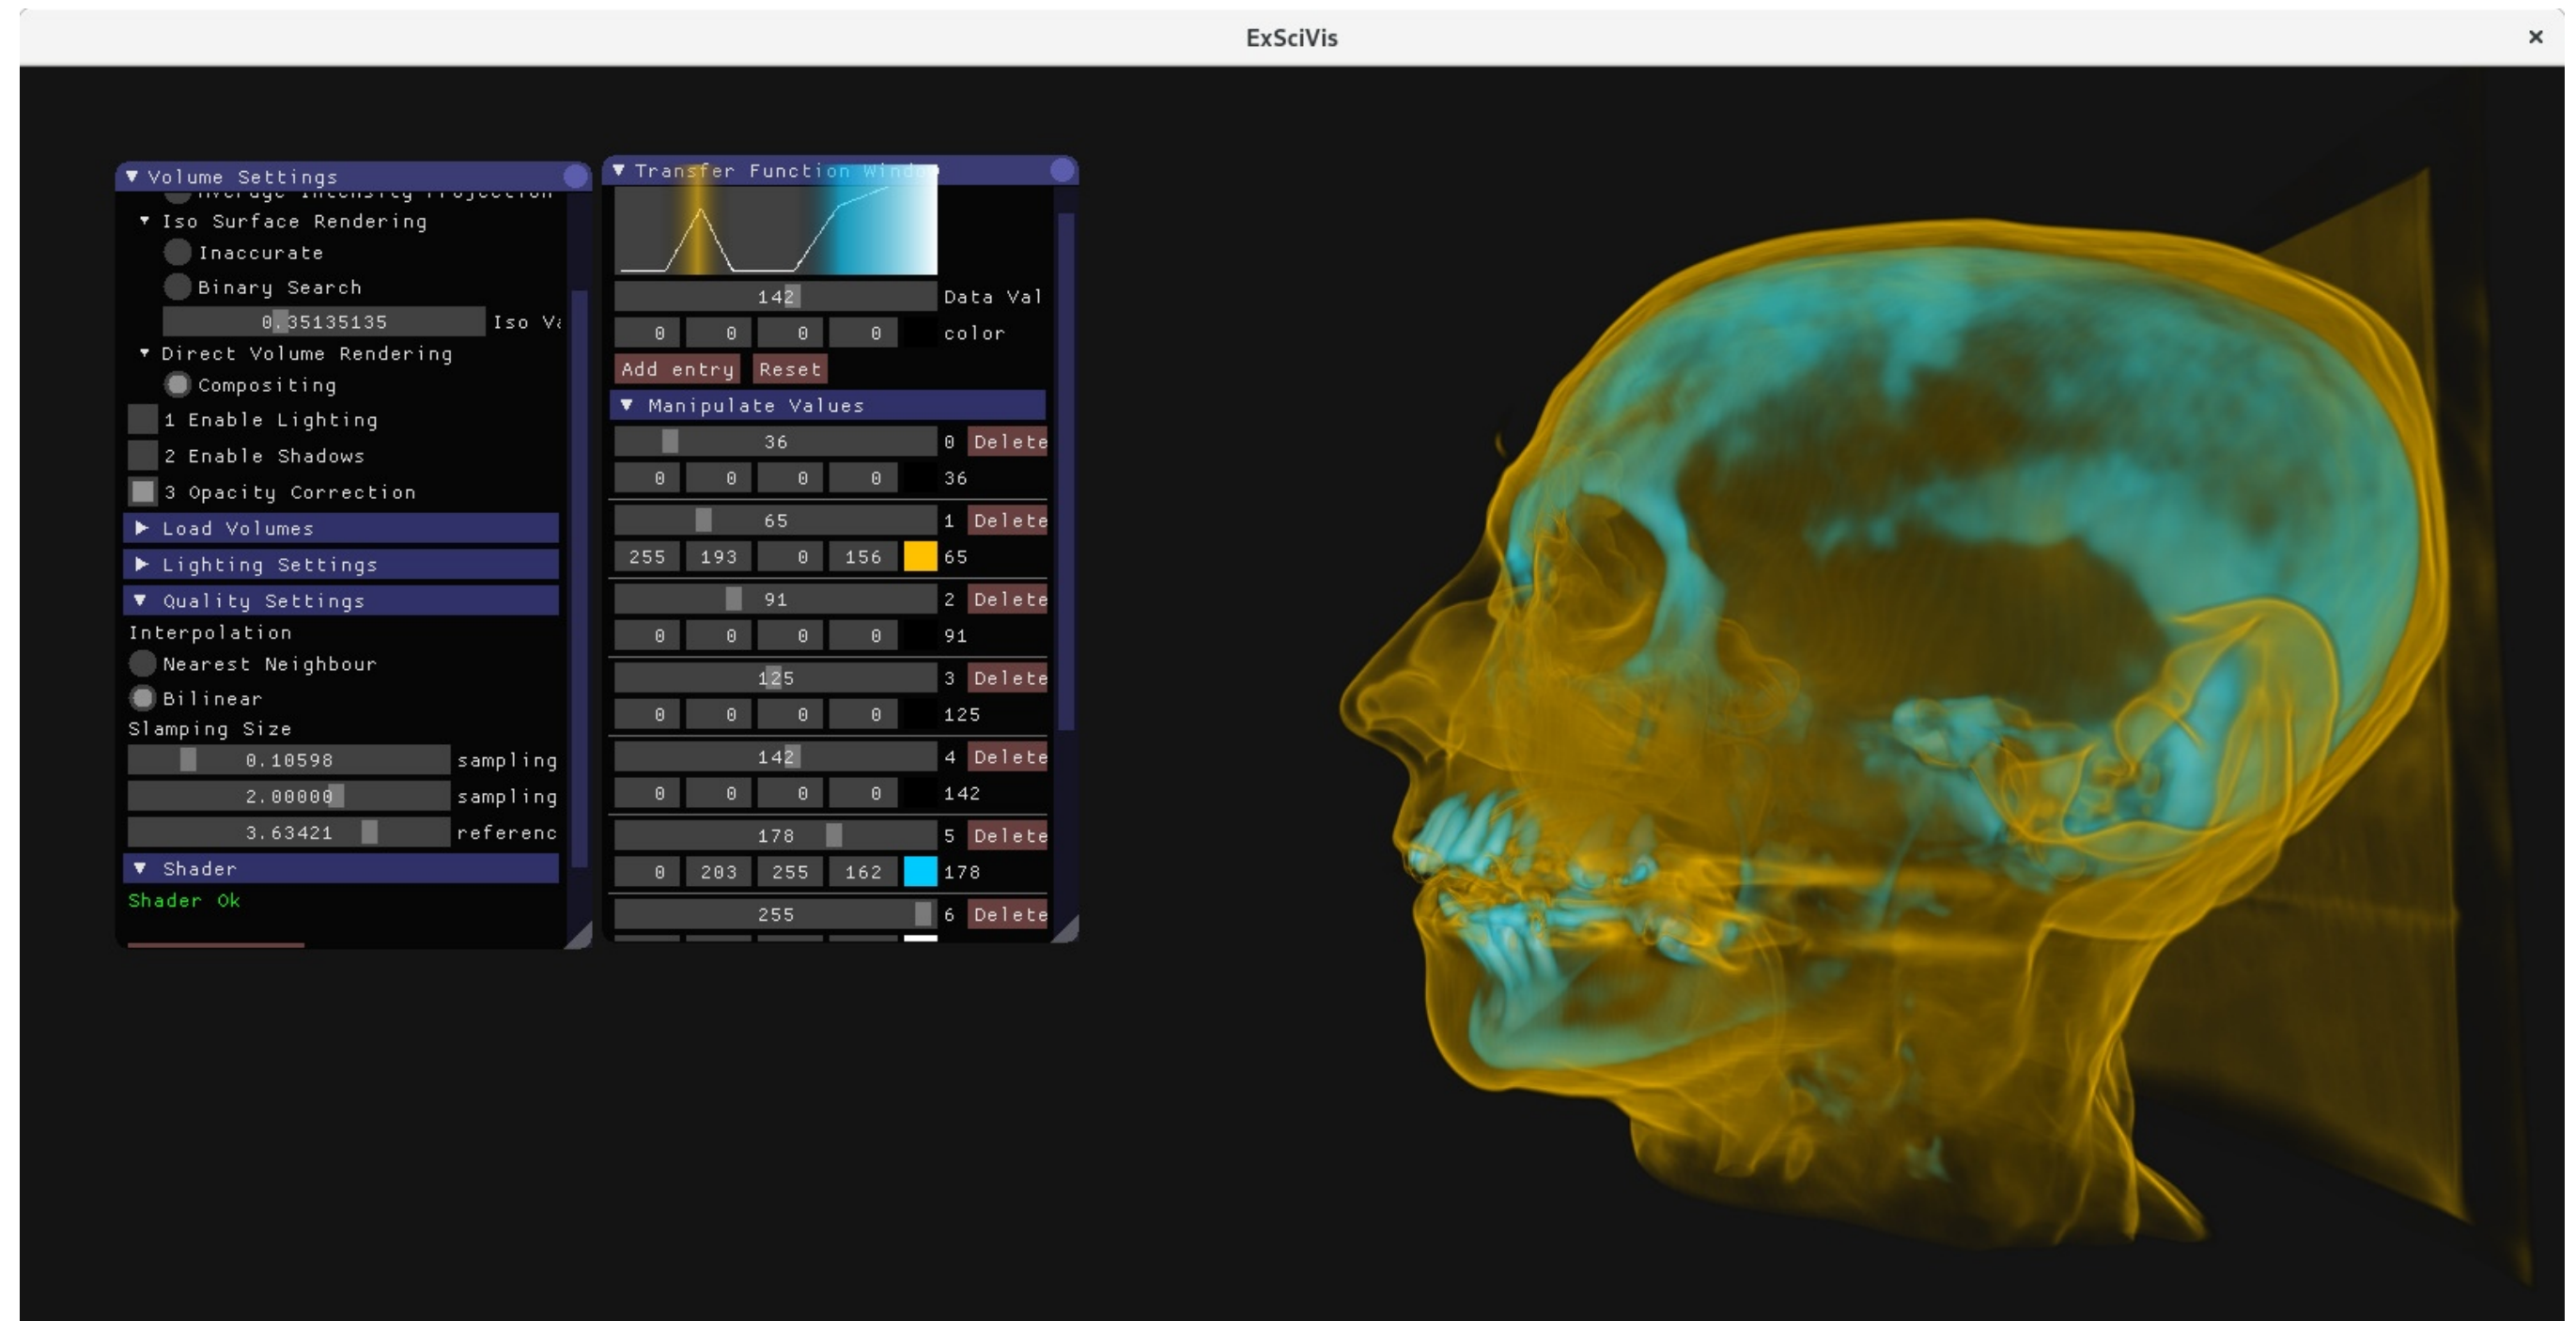 ExSciVis
Volume Settings
Average Intensity Projection
Iso Surface Rendering
Inaccurate
Binary Search
0.35135135 Iso Va
Direct Volume Rendering
Compositing
1 Enable Lighting
2 Enable Shadows
3 Opacity Correction
Load Volumes
Lighting Settings
Quality Settings
Interpolation
Nearest Neighbour
Bilinear
Slamping Size
0.10598 sampling
2.00000 sampling
3.63421 referenc
Shader
Shader Ok
Transfer Function Window
142 Data Val
0 0 0 0 color
Add entry Reset
Manipulate Values
36 0 Delete
0 0 0 0 36
65 1 Delete
255 193 0 156 65
91 2 Delete
0 0 0 0 91
125 3 Delete
0 0 0 0 125
142 4 Delete
0 0 0 0 142
178 5 Delete
0 203 255 162 178
255 6 Delete